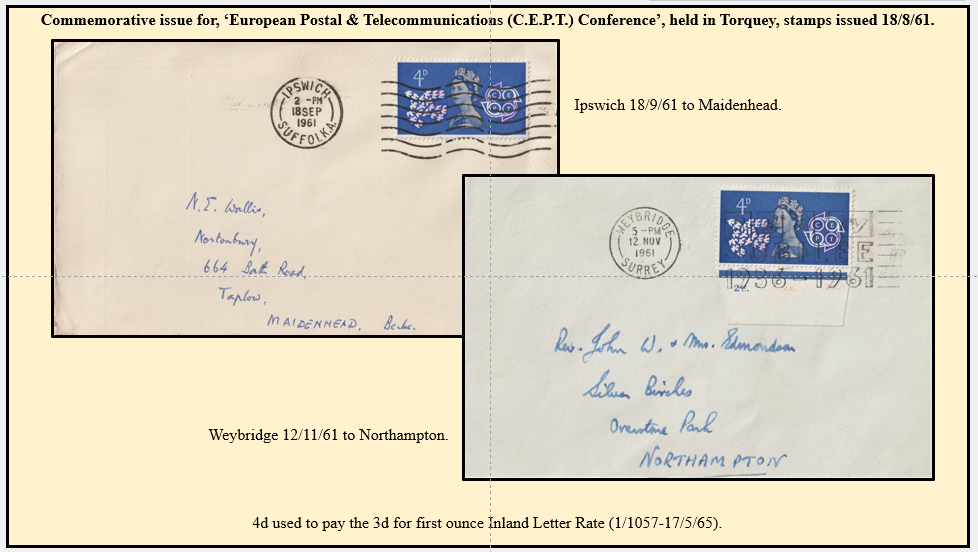 Commemorative issue for, ‘European Postal & Telecommunications (C.E.P.T.) Conference’, held in Torquey, stamps issued 18/8/61.
IPSWICH
2 - PM
18 SEP
1961
SUFFOLK.A.
4D
Ipswich 18/9/61 to Maidenhead.
N.E. Wallis,
Nortonbury,
664 Bath Road,
Taplow,
MAIDENHEAD, Berks.
WEYBRIDGE
5 - PM
12 NOV
1961
SURREY
4D
1936-1961
Rev. John W. & Mrs. Edmondson
Silver Birches
Overstone Park
NORTHAMPTON
Weybridge 12/11/61 to Northampton.
4d used to pay the 3d for first ounce Inland Letter Rate (1/1057-17/5/65).